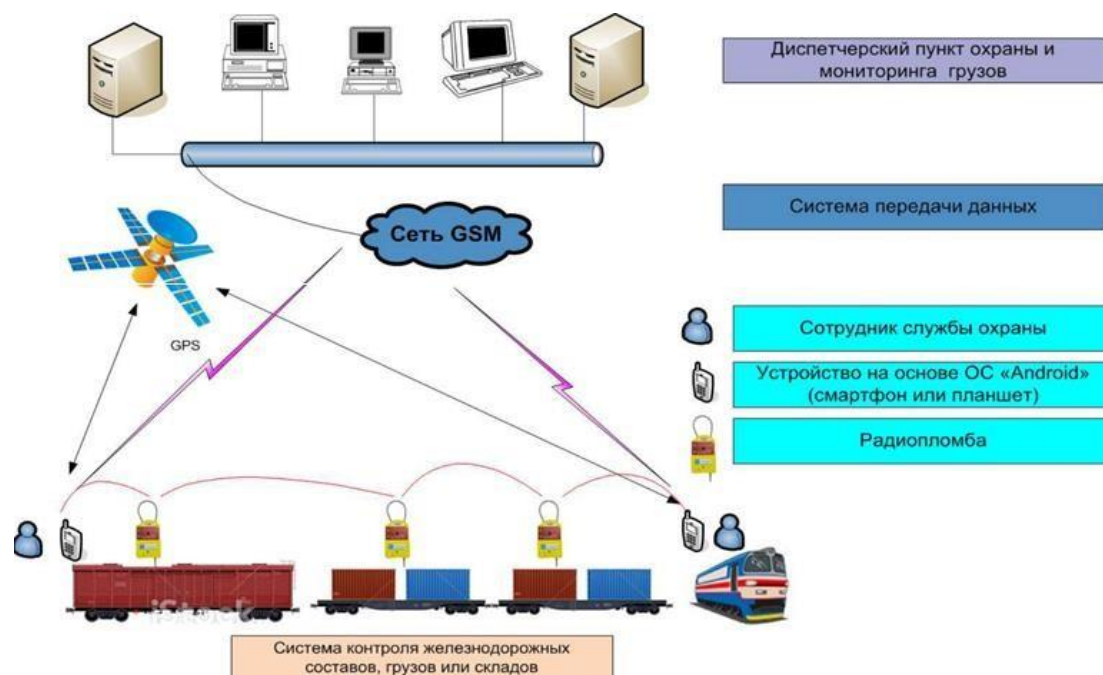 Диспетчерский пункт охраны и
мониторинга грузов
Система передачи данных
Сеть GSM
Сотрудник службы охраны
GPS
Устройство на основе ОС «Android»
(смартфон или планшет)
Радиопломба
iStock
Система контроля железнодорожных
составов, грузов или складов